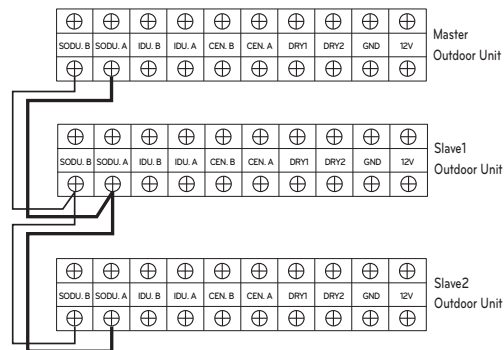 SODU. B SODU. A IDU. B IDU. A CEN. B CEN. A DRY1 DRY2 GND 12V
Master
Outdoor Unit
SODU. B SODU. A IDU. B IDU. A CEN. B CEN. A DRY1 DRY2 GND 12V
Slave1
Outdoor Unit
SODU. B SODU. A IDU. B IDU. A CEN. B CEN. A DRY1 DRY2 GND 12V
Slave2
Outdoor Unit